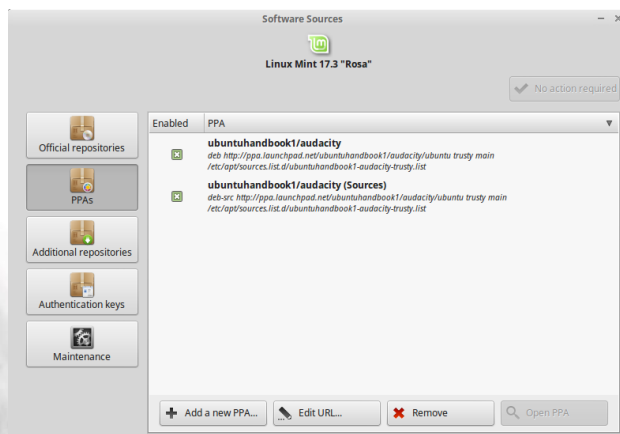 Software Sources
Linux Mint 17.3 "Rosa"
No action required
Official repositories
PPAs
Additional repositories
Authentication keys
Maintenance
Enabled PPA
ubuntuhandbook1/audacity
deb http://ppa.launchpad.net/ubuntuhandbook1/audacity/ubuntu trusty main
/etc/apt/sources.list.d/ubuntuhandbook1-audacity-trusty.list
ubuntuhandbook1/audacity (Sources)
deb-src http://ppa.launchpad.net/ubuntuhandbook1/audacity/ubuntu trusty main
/etc/apt/sources.list.d/ubuntuhandbook1-audacity-trusty.list
Add a new PPA... Edit URL... Remove Open PPA